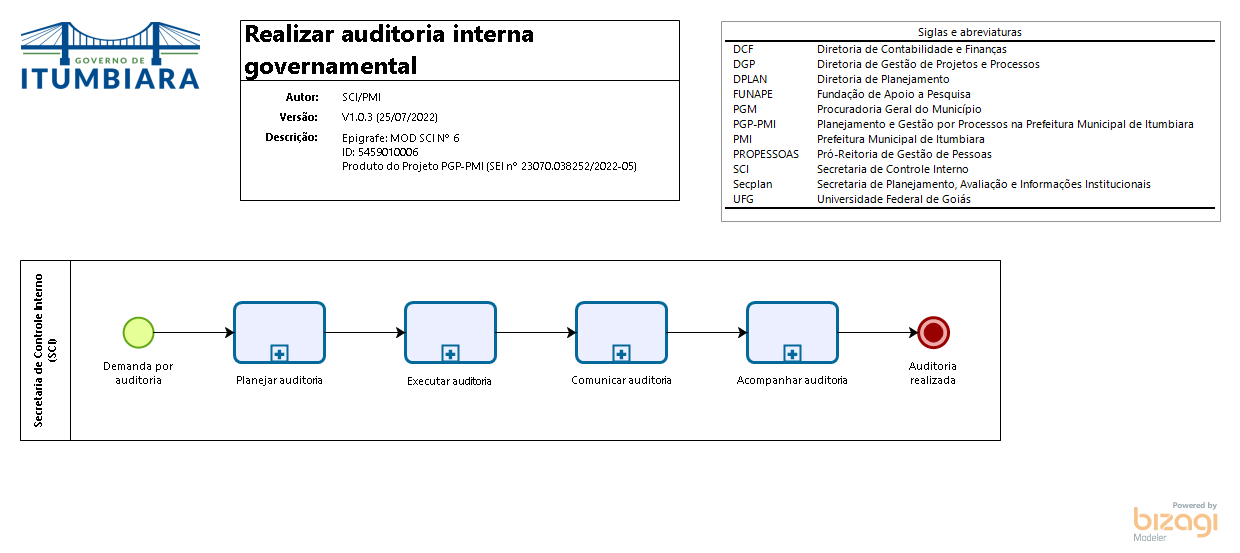 GOVERNO DE
ITUMBIARA
Realizar auditoria interna
governamental
Autor: SCI/PMI
Versão: V1.0.3 (25/07/2022)
Descrição: Epigrafe: MOD SCI Nº 6
ID: 5459010006
Produto do Projeto PGP-PMI (SEI nº 23070.038252/2022-05)
Siglas e abreviaturas
DCF Diretoria de Contabilidade e Finanças
DGP Diretoria de Gestão de Projetos e Processos
DPLAN Diretoria de Planejamento
FUNAPE Fundação de Apoio a Pesquisa
PGM Procuradoria Geral do Município
PGP-PMI Planejamento e Gestão por Processos na Prefeitura Municipal de Itumbiara
PMI Prefeitura Municipal de Itumbiara
PROPESSOAS Pró-Reitoria de Gestão de Pessoas
SCI Secretaria de Controle Interno
Secplan Secretaria de Planejamento, Avaliação e Informações Institucionais
UFG Universidade Federal de Goiás
Secretaria de Controle Interno
(SCI)
Demanda por
auditoria
Planejar auditoria
Executar auditoria
Comunicar auditoria
Acompanhar auditoria
Auditoria
realizada
Powered by
bizagi
Modeler